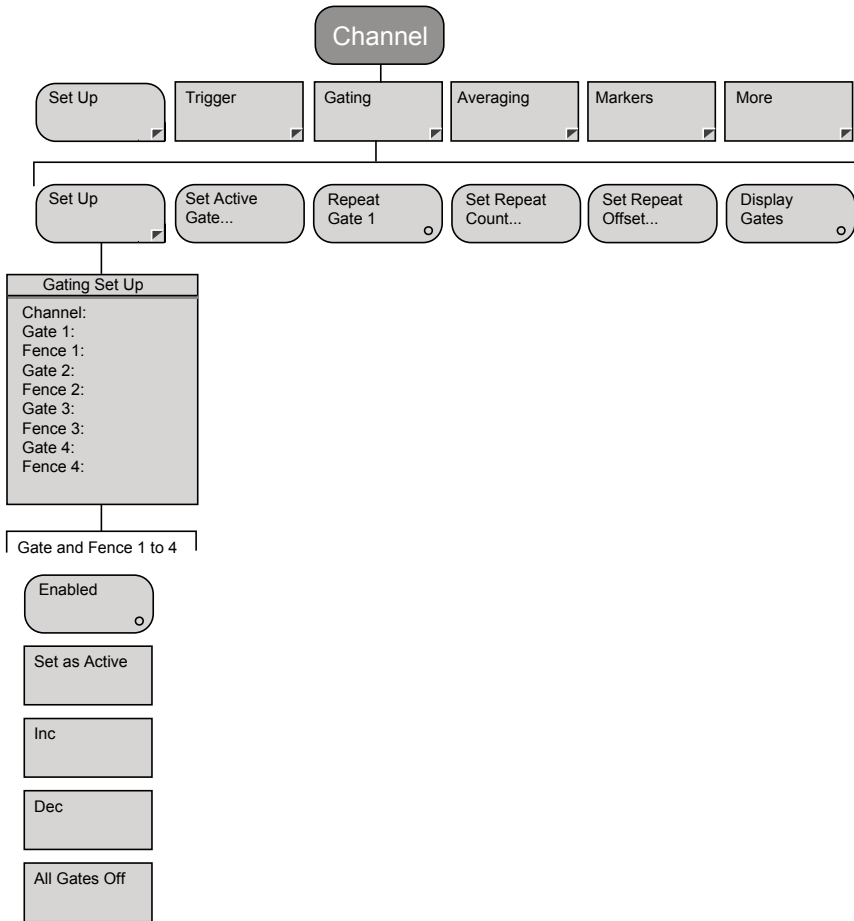 Channel
Set Up
Trigger
Gating
Averaging
Markers
More
Set Up
Set Active
Gate...
Repeat
Gate 1
Set Repeat
Count...
Set Repeat
Offset...
Display
Gates
Gating Set Up
Channel:
Gate 1:
Fence 1:
Gate 2:
Fence 2:
Gate 3:
Fence 3:
Gate 4:
Fence 4:
Gate and Fence 1 to 4
Enabled
Set as Active
Inc
Dec
All Gates Off